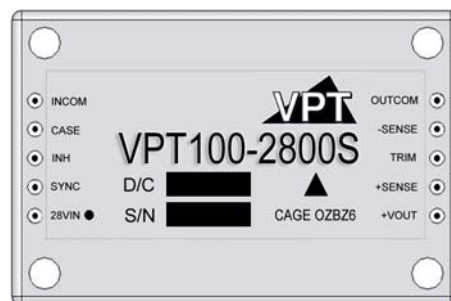 INCOM
CASE
INH
SYNC
28VIN
VPT
VPT100-2800S
D/C
S/N
CAGE OZBZ6
OUTCOM
-SENSE
TRIM
+SENSE
+VOUT